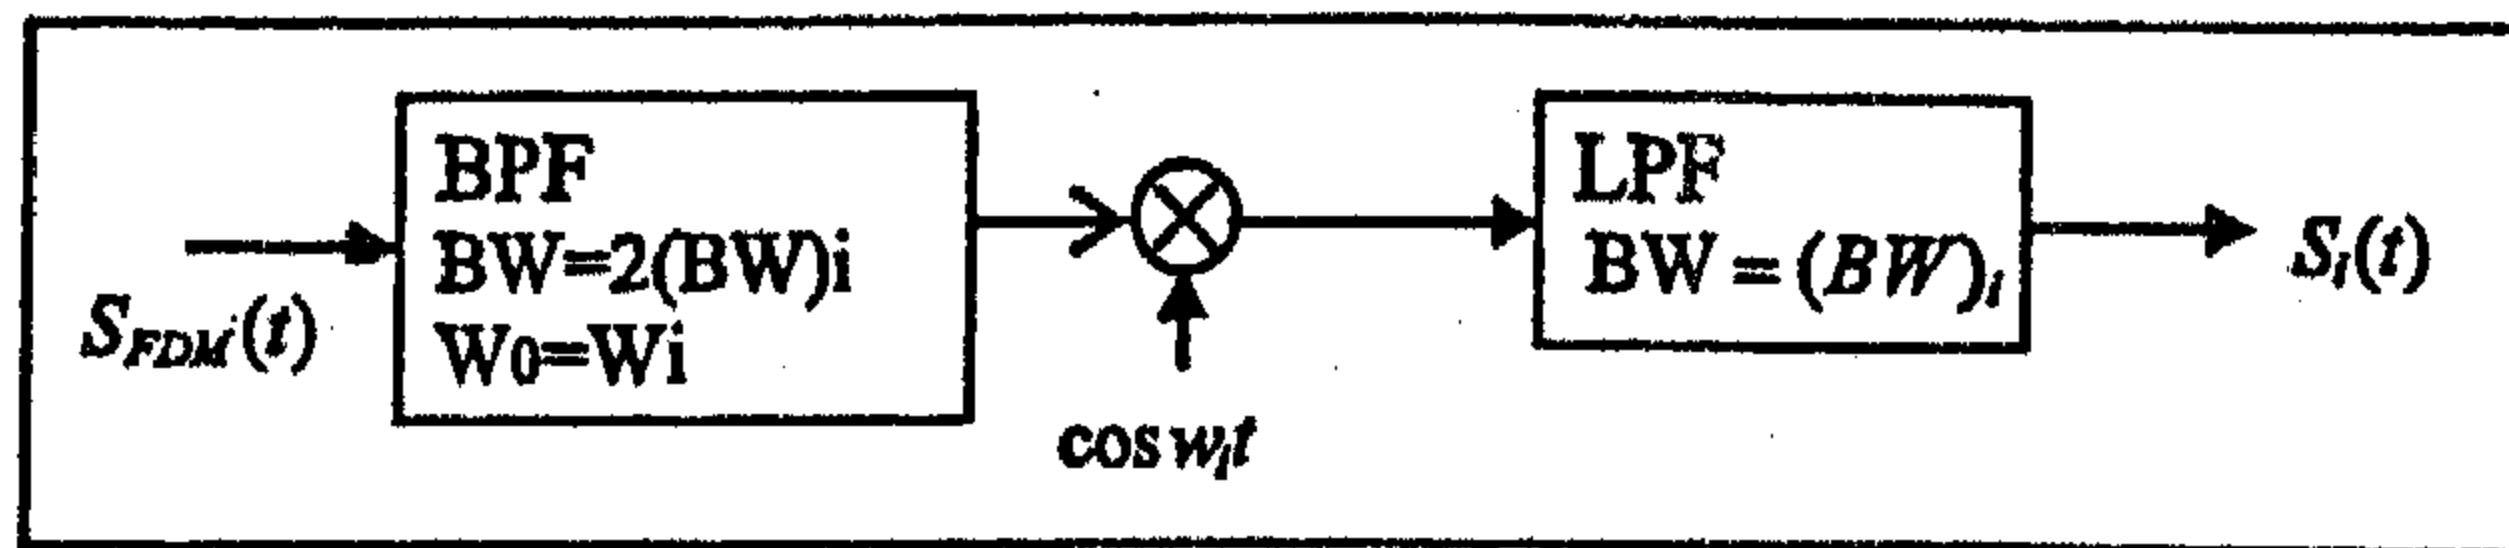 S_FDM(t)
BPF
BW=2(BW)i
W0=Wi
cos w_i t
LPF
BW=(BW)_i
S_i(t)